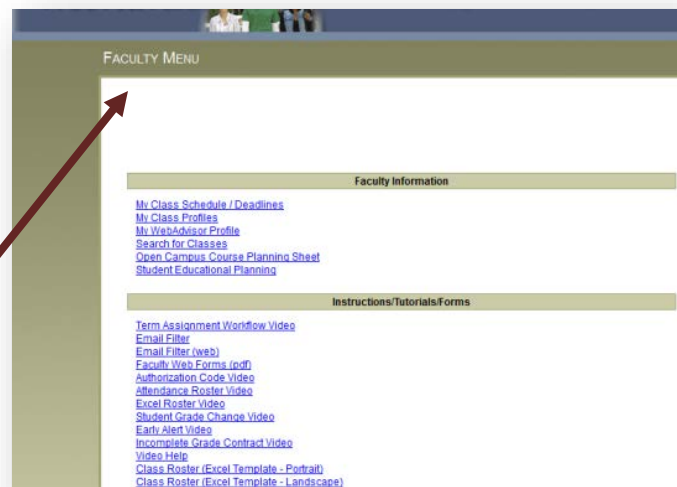 FACULTY MENU
Faculty Information
My Class Schedule / Deadlines
My Class Profiles
My WebAdvisor Profile
Search for Classes
Open Campus Course Planning Sheet
Student Educational Planning
Instructions/Tutorials/Forms
Term Assignment Workflow Video
Email Filter
Email Filter (web)
Faculty Web Forms (pdf)
Authorization Code Video
Attendance Roster Video
Excel Roster Video
Student Grade Change Video
Early Alert Video
Incomplete Grade Contract Video
Video Help
Class Roster (Excel Template - Portrait)
Class Roster (Excel Template - Landscape)